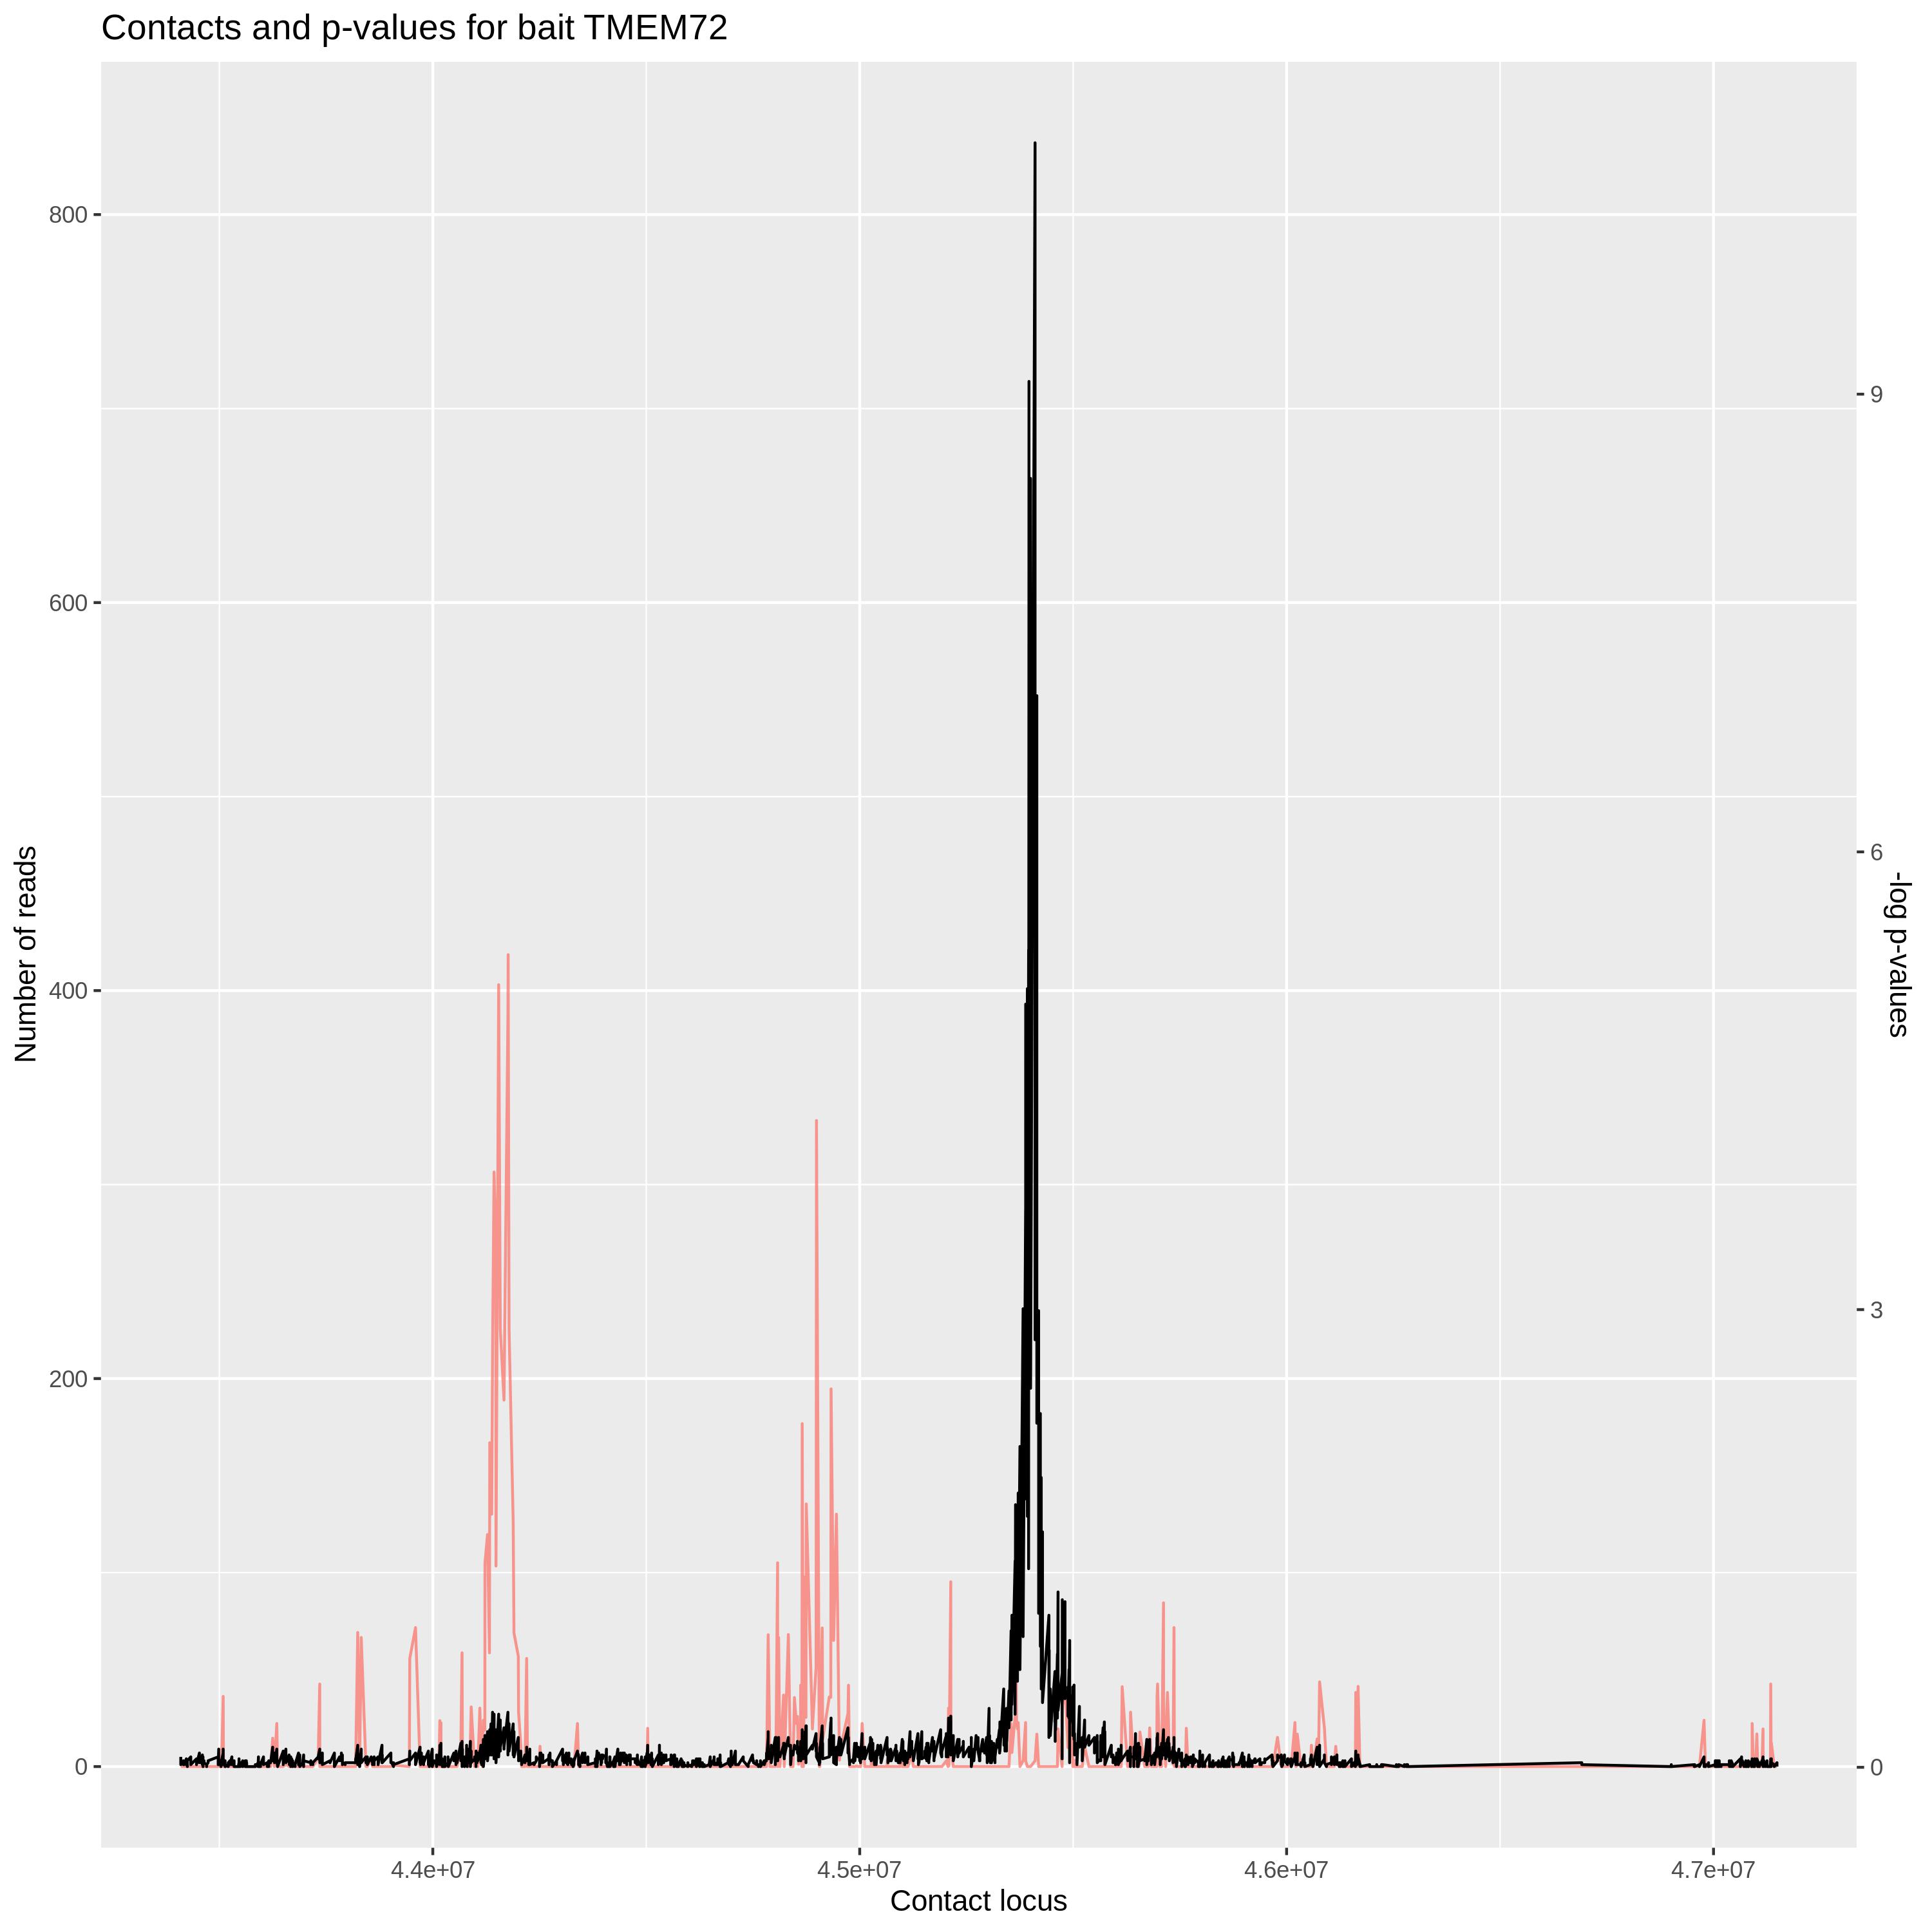 Contacts and p-values for bait TMEM72
800
600
400
200
0
Number of reads
9
6
3
0
-log p-values
4.4e+07
4.5e+07
4.6e+07
4.7e+07
Contact locus